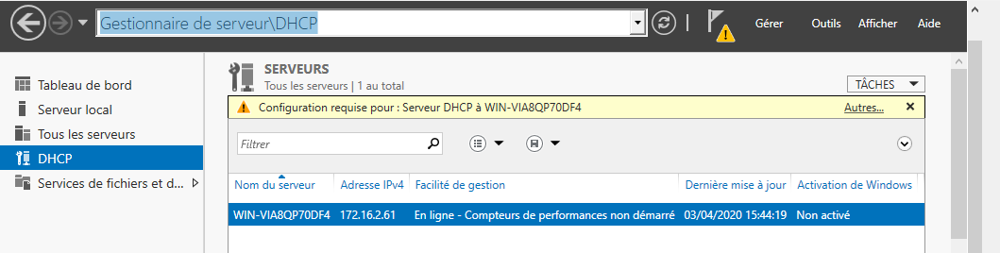 Gestionnaire de serveur\DHCP
Gérer Outils Afficher Aide
Tableau de bord
Serveur local
Tous les serveurs
DHCP
Services de fichiers et d...
SERVEURS
Tous les serveurs | 1 au total
TÂCHES
Configuration requise pour : Serveur DHCP à WIN-VIA8QP70DF4 Autres...
Filtrer
Nom du serveur Adresse IPv4 Facilité de gestion Dernière mise à jour Activation de Windows
WIN-VIA8QP70DF4 172.16.2.61 En ligne - Compteurs de performances non démarré 03/04/2020 15:44:19 Non activé